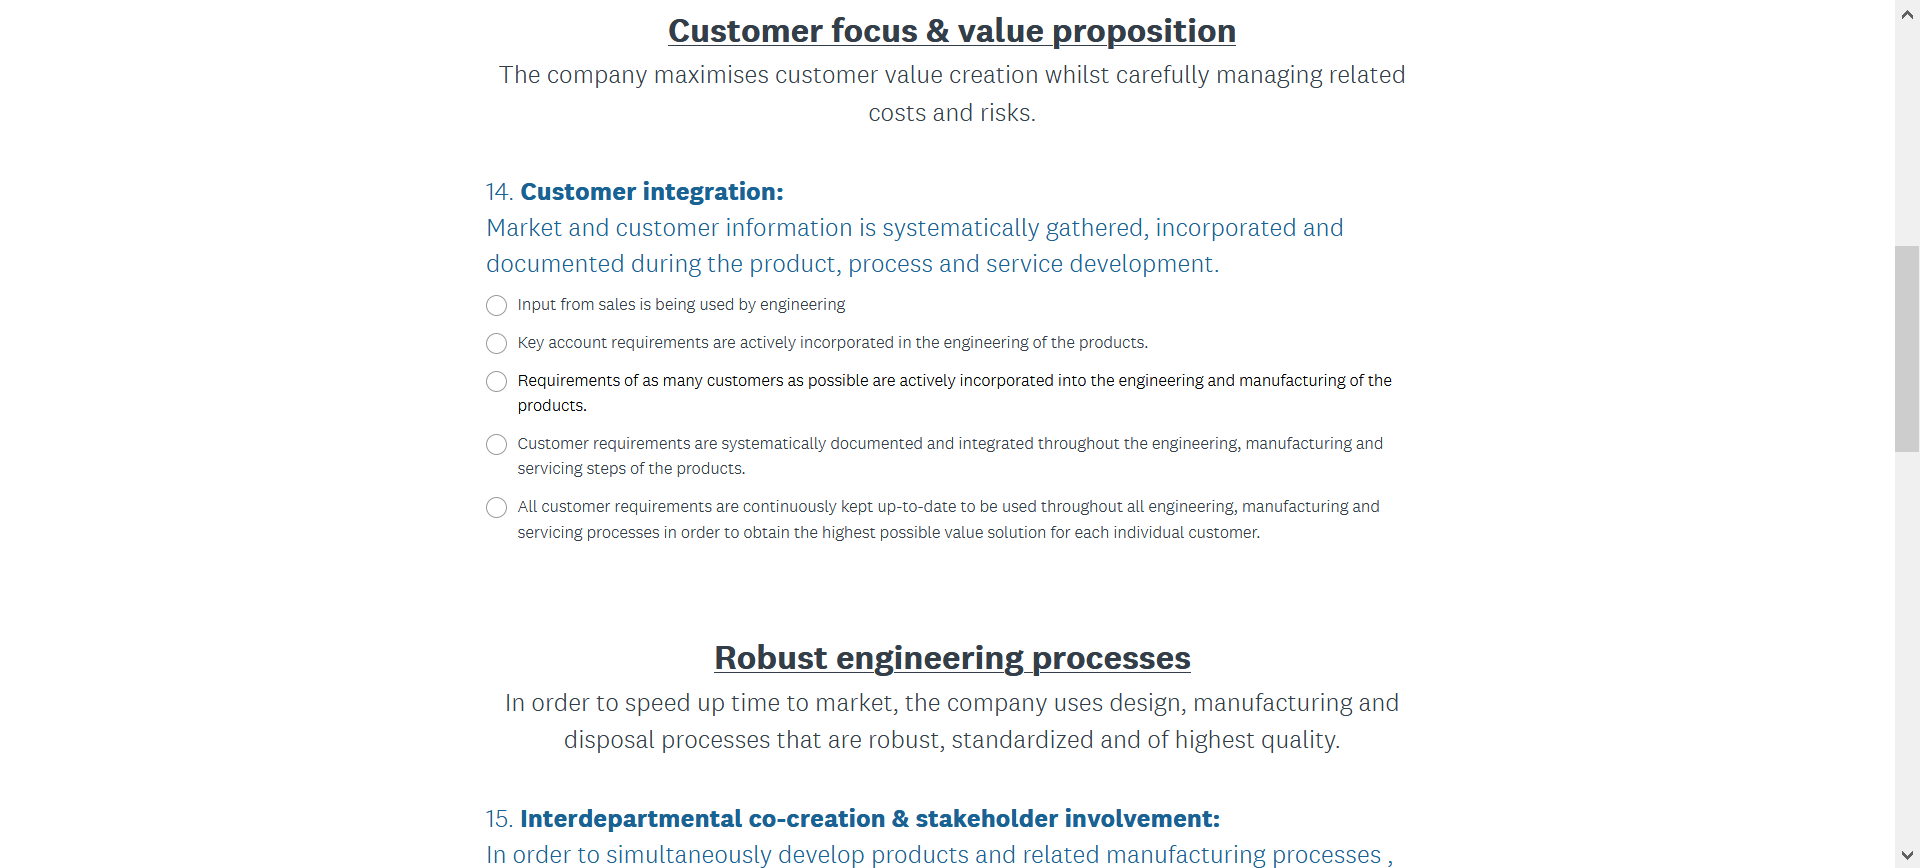 Customer focus & value proposition
The company maximises customer value creation whilst carefully managing related
costs and risks.
14. Customer integration:
Market and customer information is systematically gathered, incorporated and
documented during the product, process and service development.
Input from sales is being used by engineering
Key account requirements are actively incorporated in the engineering of the products.
Requirements of as many customers as possible are actively incorporated into the engineering and manufacturing of the
products.
Customer requirements are systematically documented and integrated throughout the engineering, manufacturing and
servicing steps of the products.
All customer requirements are continuously kept up-to-date to be used throughout all engineering, manufacturing and
servicing processes in order to obtain the highest possible value solution for each individual customer.
Robust engineering processes
In order to speed up time to market, the company uses design, manufacturing and
disposal processes that are robust, standardized and of highest quality.
15. Interdepartmental co-creation & stakeholder involvement:
In order to simultaneously develop products and related manufacturing processes ,